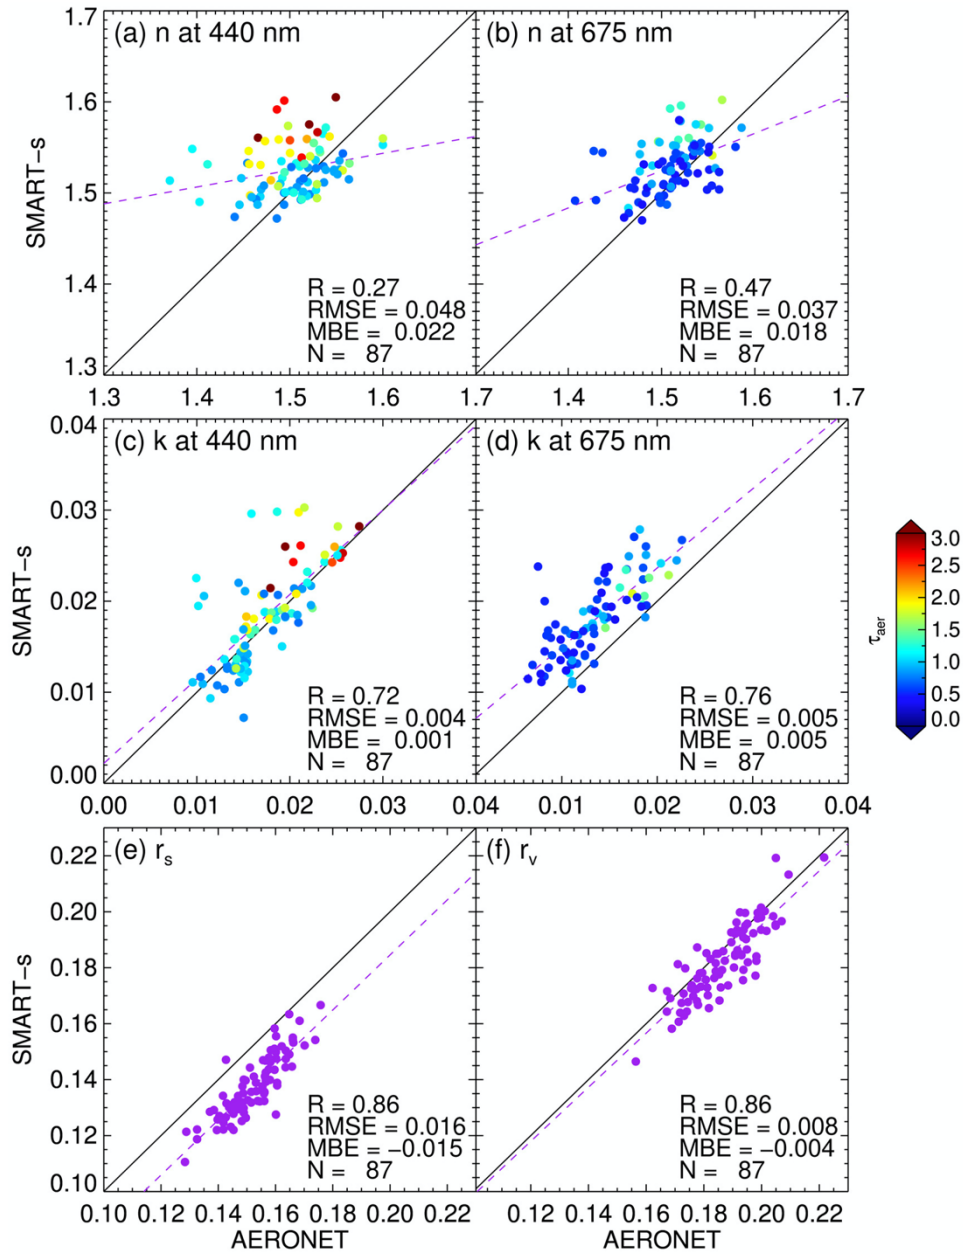 (a) n at 440 nm
(b) n at 675 nm
1.7
1.6
1.5
1.4
1.3
SMART−s
R = 0.27
RMSE = 0.048
MBE = 0.022
N = 87
R = 0.47
RMSE = 0.037
MBE = 0.018
N = 87
1.3 1.4 1.5 1.6 1.7 1.4 1.5 1.6 1.7
(c) k at 440 nm
(d) k at 675 nm
0.04
0.03
0.02
0.01
0.00
SMART−s
R = 0.72
RMSE = 0.004
MBE = 0.001
N = 87
R = 0.76
RMSE = 0.005
MBE = 0.005
N = 87
0.00 0.01 0.02 0.03 0.04 0.01 0.02 0.03 0.04
3.0
2.5
2.0
1.5
1.0
0.5
0.0
τaer
(e) rs
(f) rv
0.22
0.20
0.18
0.16
0.14
0.12
0.10
SMART−s
R = 0.86
RMSE = 0.016
MBE = −0.015
N = 87
R = 0.86
RMSE = 0.008
MBE = −0.004
N = 87
0.10 0.12 0.14 0.16 0.18 0.20 0.22 0.12 0.14 0.16 0.18 0.20 0.22
AERONET
AERONET